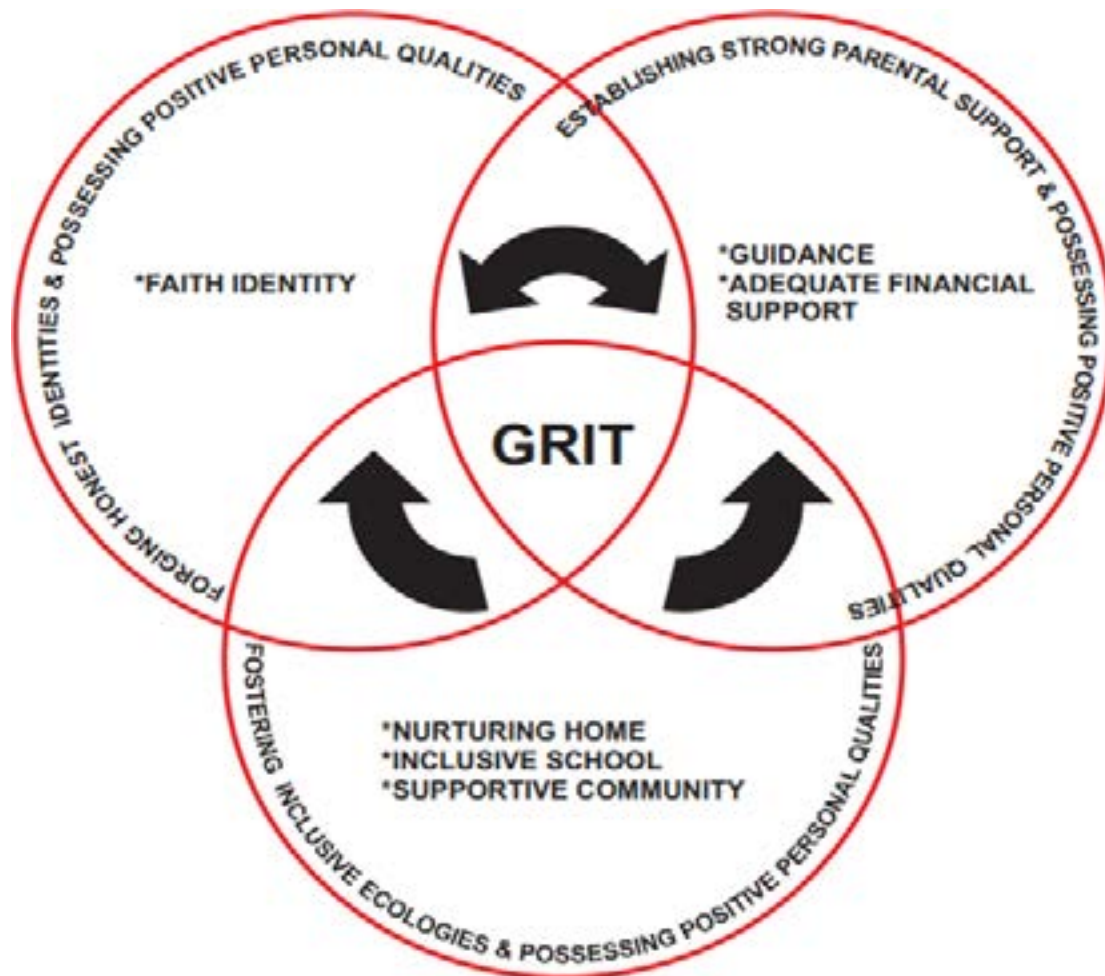 FORGING HONEST IDENTITIES & POSSESSING POSITIVE PERSONAL QUALITIES
ESTABLISHING STRONG PARENTAL SUPPORT & POSSESSING POSITIVE PERSONAL QUALITIES
*FAITH IDENTITY
*GUIDANCE
*ADEQUATE FINANCIAL
SUPPORT
GRIT
*NURTURING HOME
*INCLUSIVE SCHOOL
*SUPPORTIVE COMMUNITY
FOSTERING INCLUSIVE ECOLOGIES & POSSESSING POSITIVE PERSONAL QUALITIES